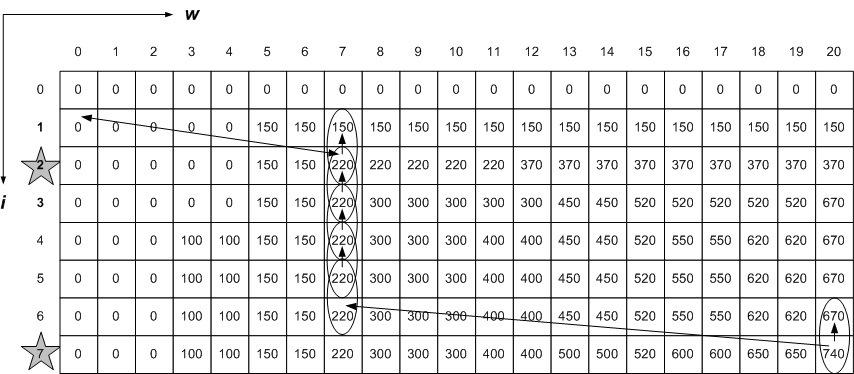 w
0 1 2 3 4 5 6 7 8 9 10 11 12 13 14 15 16 17 18 19 20
0 0 0 0 0 0 0 0 0 0 0 0 0 0 0 0 0 0 0 0 0 0
1 0 0 0 0 0 150 150 150 150 150 150 150 150 150 150 150 150 150 150 150 150
2 0 0 0 0 0 150 150 220 220 220 220 220 370 370 370 370 370 370 370 370 370
i
3 0 0 0 0 0 150 150 220 300 300 300 300 300 450 450 520 520 520 520 520 670
4 0 0 0 100 100 150 150 220 300 300 300 400 400 450 450 520 550 550 620 620 670
5 0 0 0 100 100 150 150 220 300 300 300 400 400 450 450 520 550 550 620 620 670
6 0 0 0 100 100 150 150 220 300 300 300 400 400 450 450 520 550 550 620 620 670
7 0 0 0 100 100 150 150 220 300 300 300 400 400 500 500 520 600 600 650 650 740